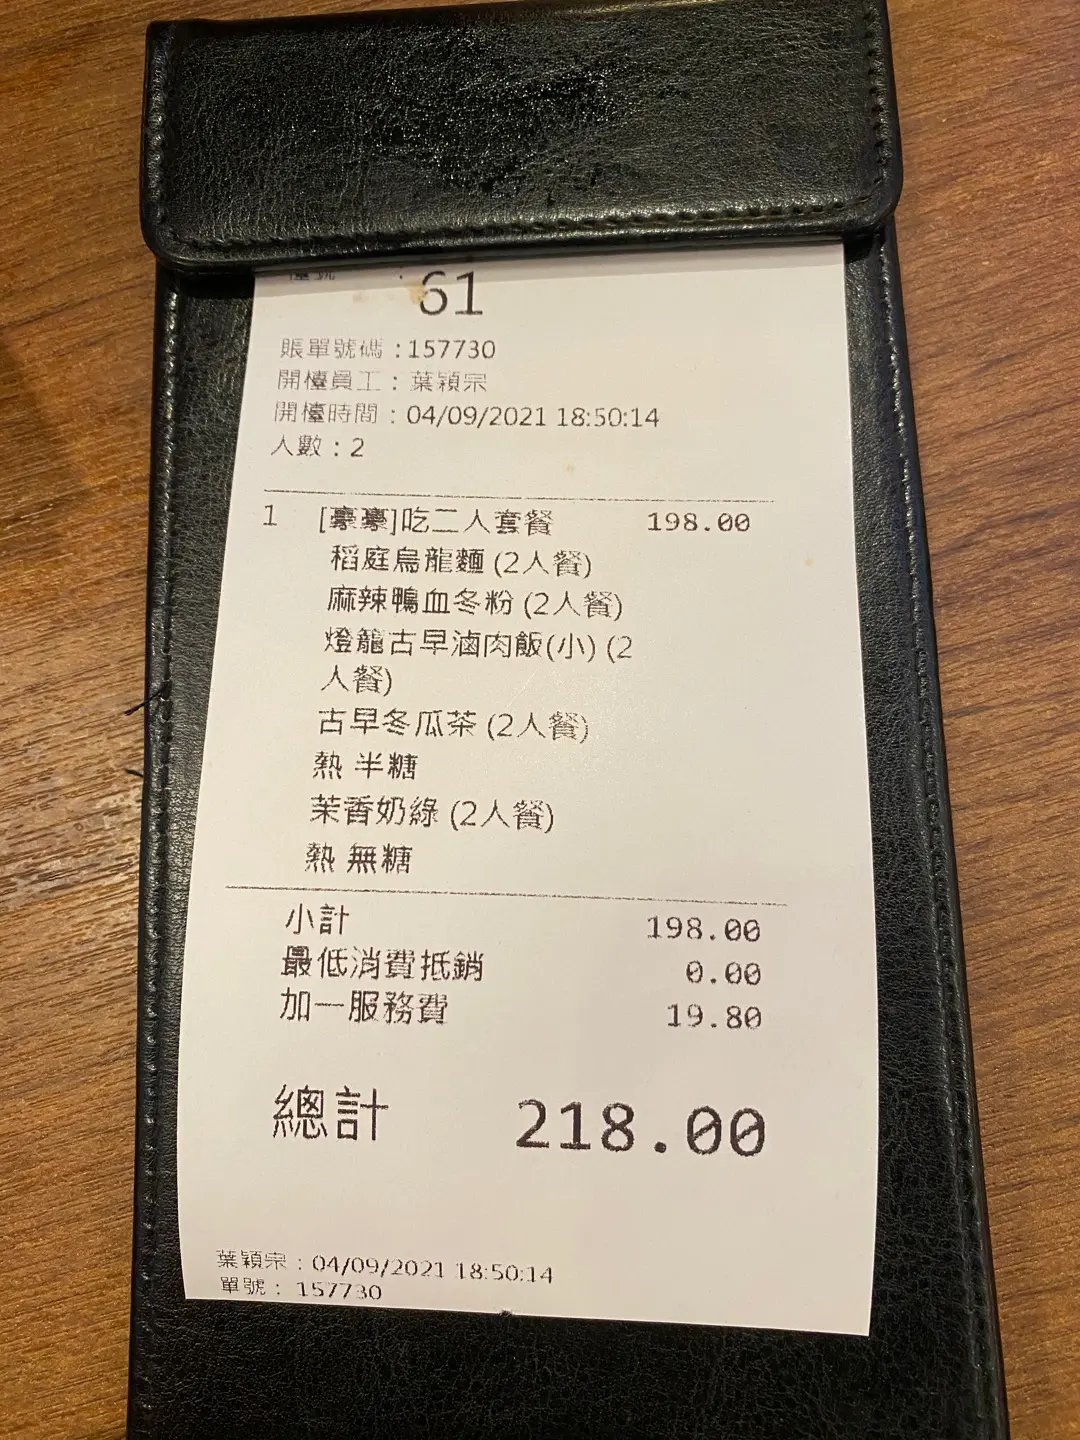 檯號 :
61
賬單號碼 : 157730
開檯員工 : 葉穎宗
開檯時間 : 04/09/2021 18:50:14
人數 : 2
1 [豪豪]吃二人套餐 198.00
稻庭烏龍麵 (2人餐)
麻辣鴨血冬粉 (2人餐)
燈籠古早滷肉飯(小) (2
人餐)
古早冬瓜茶 (2人餐)
熱 半糖
茉香奶綠 (2人餐)
熱 無糖
小計 198.00
最低消費抵銷 0.00
加一服務費 19.80
總計 218.00
葉穎宗 : 04/09/2021 18:50:14
單號 : 157730